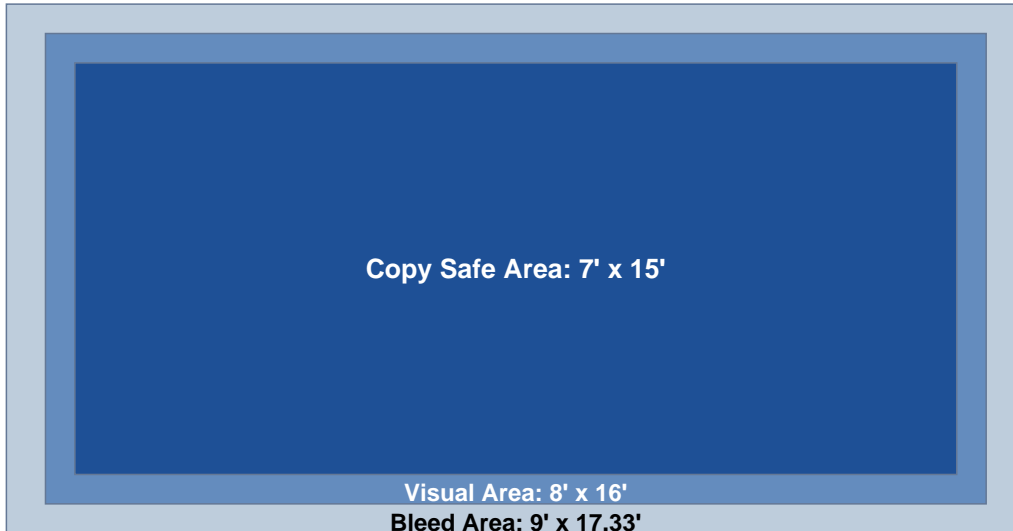 Copy Safe Area: 7' x 15'
Visual Area: 8' x 16'
Bleed Area: 9' x 17.33'